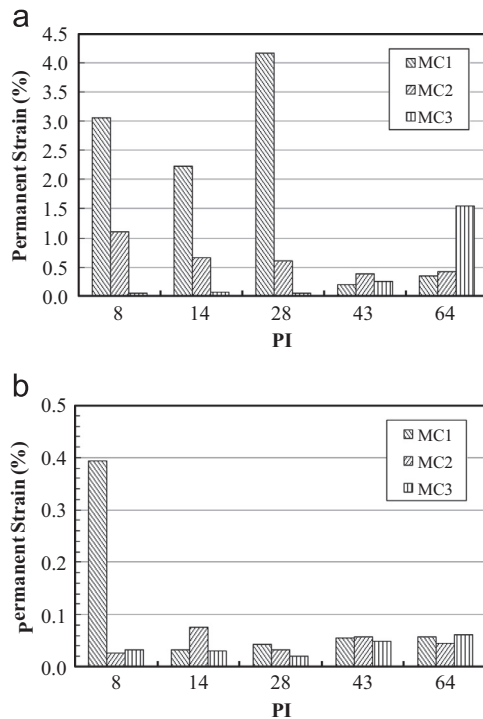 a
Permanent Strain (%)
4.5
4.0
3.5
3.0
2.5
2.0
1.5
1.0
0.5
0.0
MC1
MC2
MC3
8 14 28 43 64
PI
b
Permanent Strain (%)
0.5
0.4
0.3
0.2
0.1
0.0
MC1
MC2
MC3
8 14 28 43 64
PI